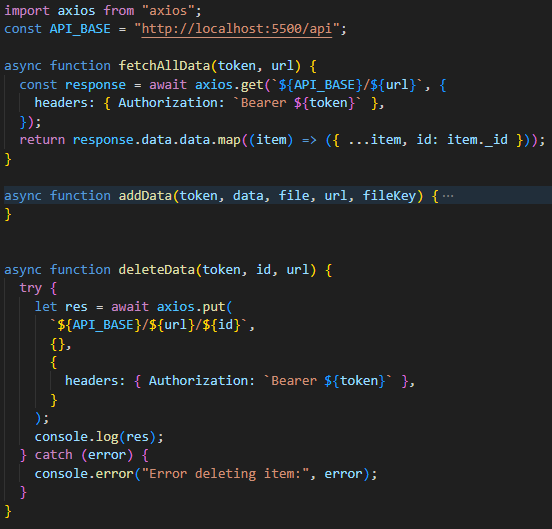 import axios from "axios";
const API_BASE = "http://localhost:5500/api";
async function fetchAllData(token, url) {
  const response = await axios.get(`${API_BASE}/${url}`, {
    headers: { Authorization: `Bearer ${token}` },
  });
  return response.data.data.map((item) => ({ ...item, id: item._id }));
}
async function addData(token, data, file, url, fileKey) { ···
}
async function deleteData(token, id, url) {
  try {
    let res = await axios.put(
      `${API_BASE}/${url}/${id}`,
      {},
      {
        headers: { Authorization: `Bearer ${token}` },
      }
    );
    console.log(res);
  } catch (error) {
    console.error("Error deleting item:", error);
  }
}